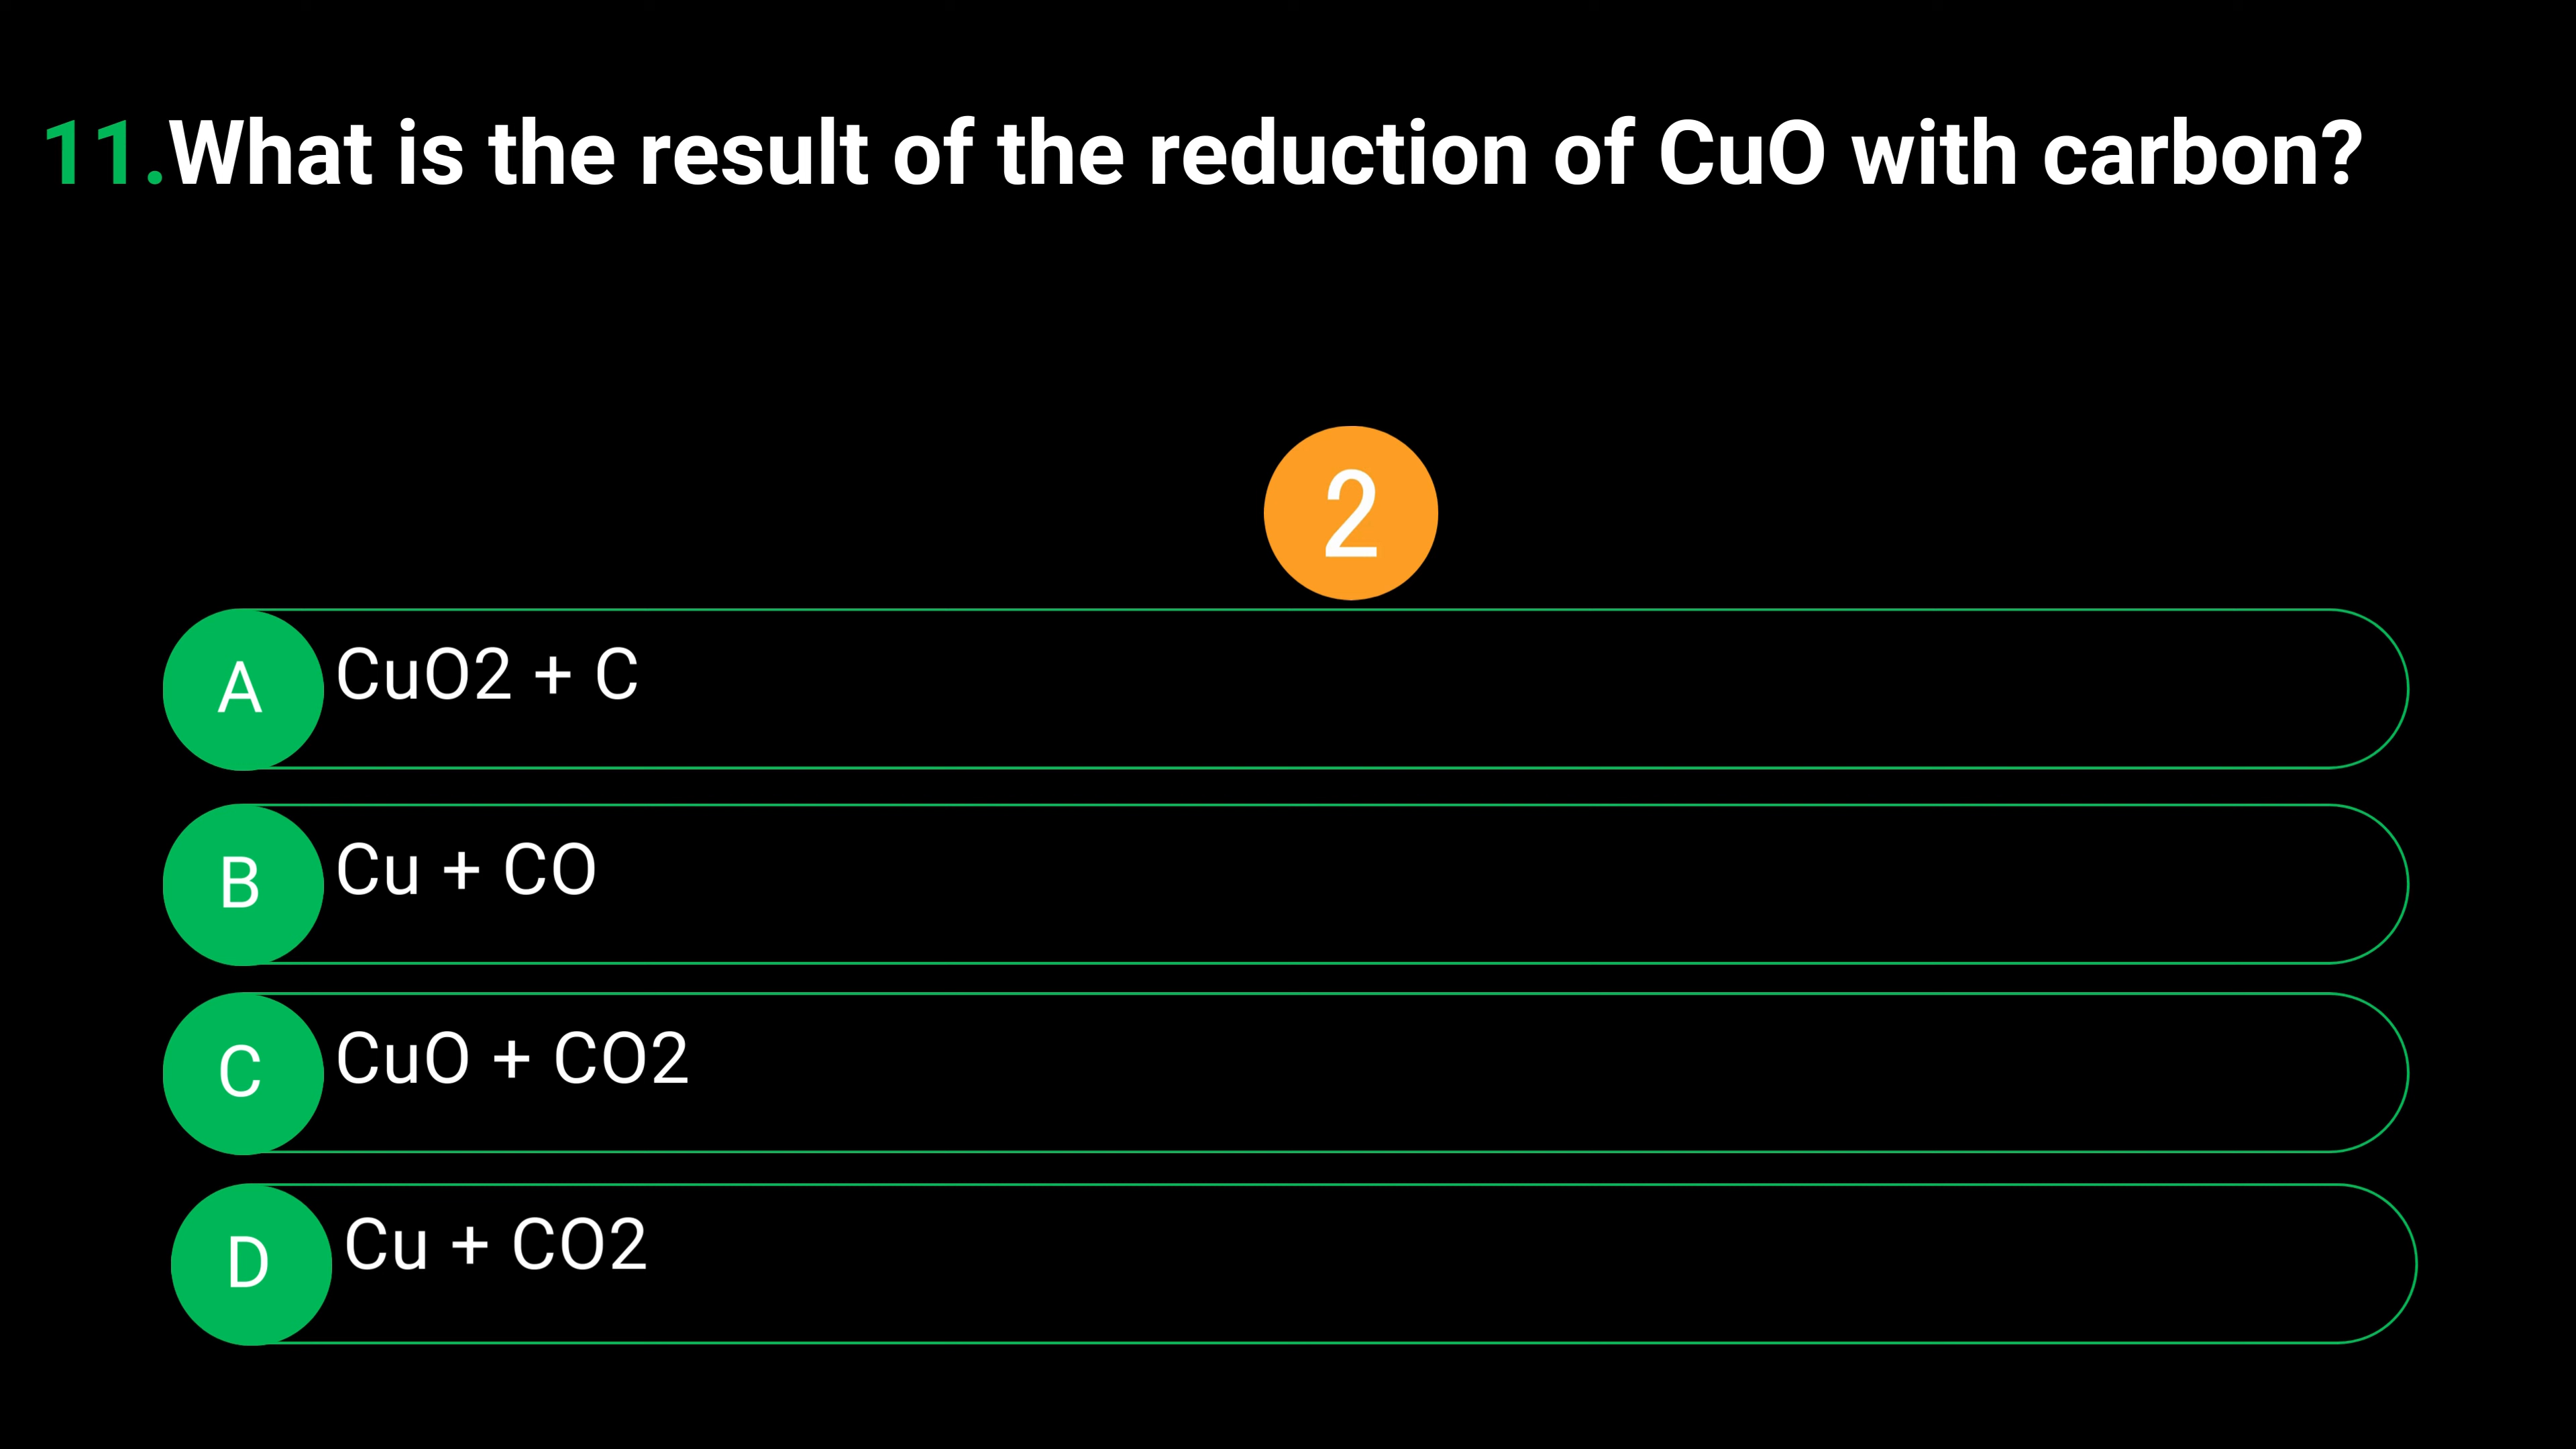 11.What is the result of the reduction of CuO with carbon?
2
A CuO2 + C
B Cu + CO
C CuO + CO2
D Cu + CO2